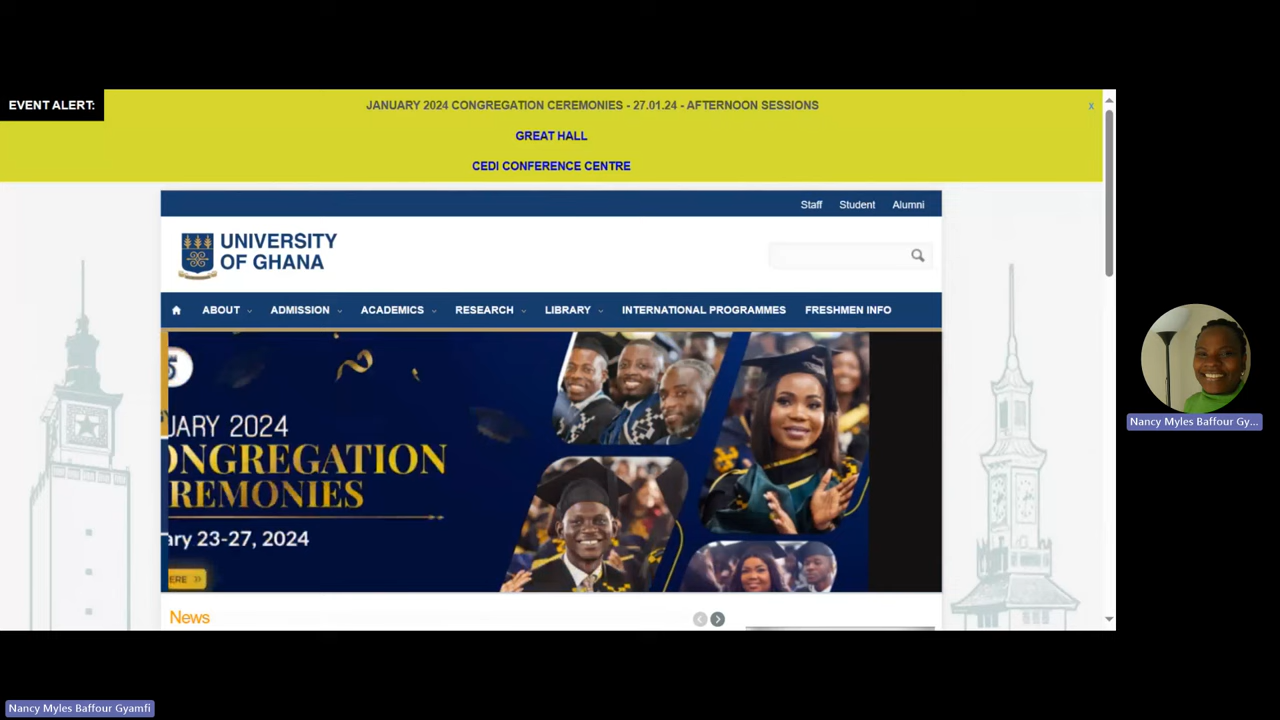 EVENT ALERT:
JANUARY 2024 CONGREGATION CEREMONIES - 27.01.24 - AFTERNOON SESSIONS
X
GREAT HALL
CEDI CONFERENCE CENTRE
Staff Student Alumni
UNIVERSITY
OF GHANA
ABOUT ADMISSION ACADEMICS RESEARCH LIBRARY INTERNATIONAL PROGRAMMES FRESHMEN INFO
UARY 2024
ONGREGATION
REMONIES
ary 23-27, 2024
ERE >>
News
Nancy Myles Baffour Gy...
Nancy Myles Baffour Gyamfi